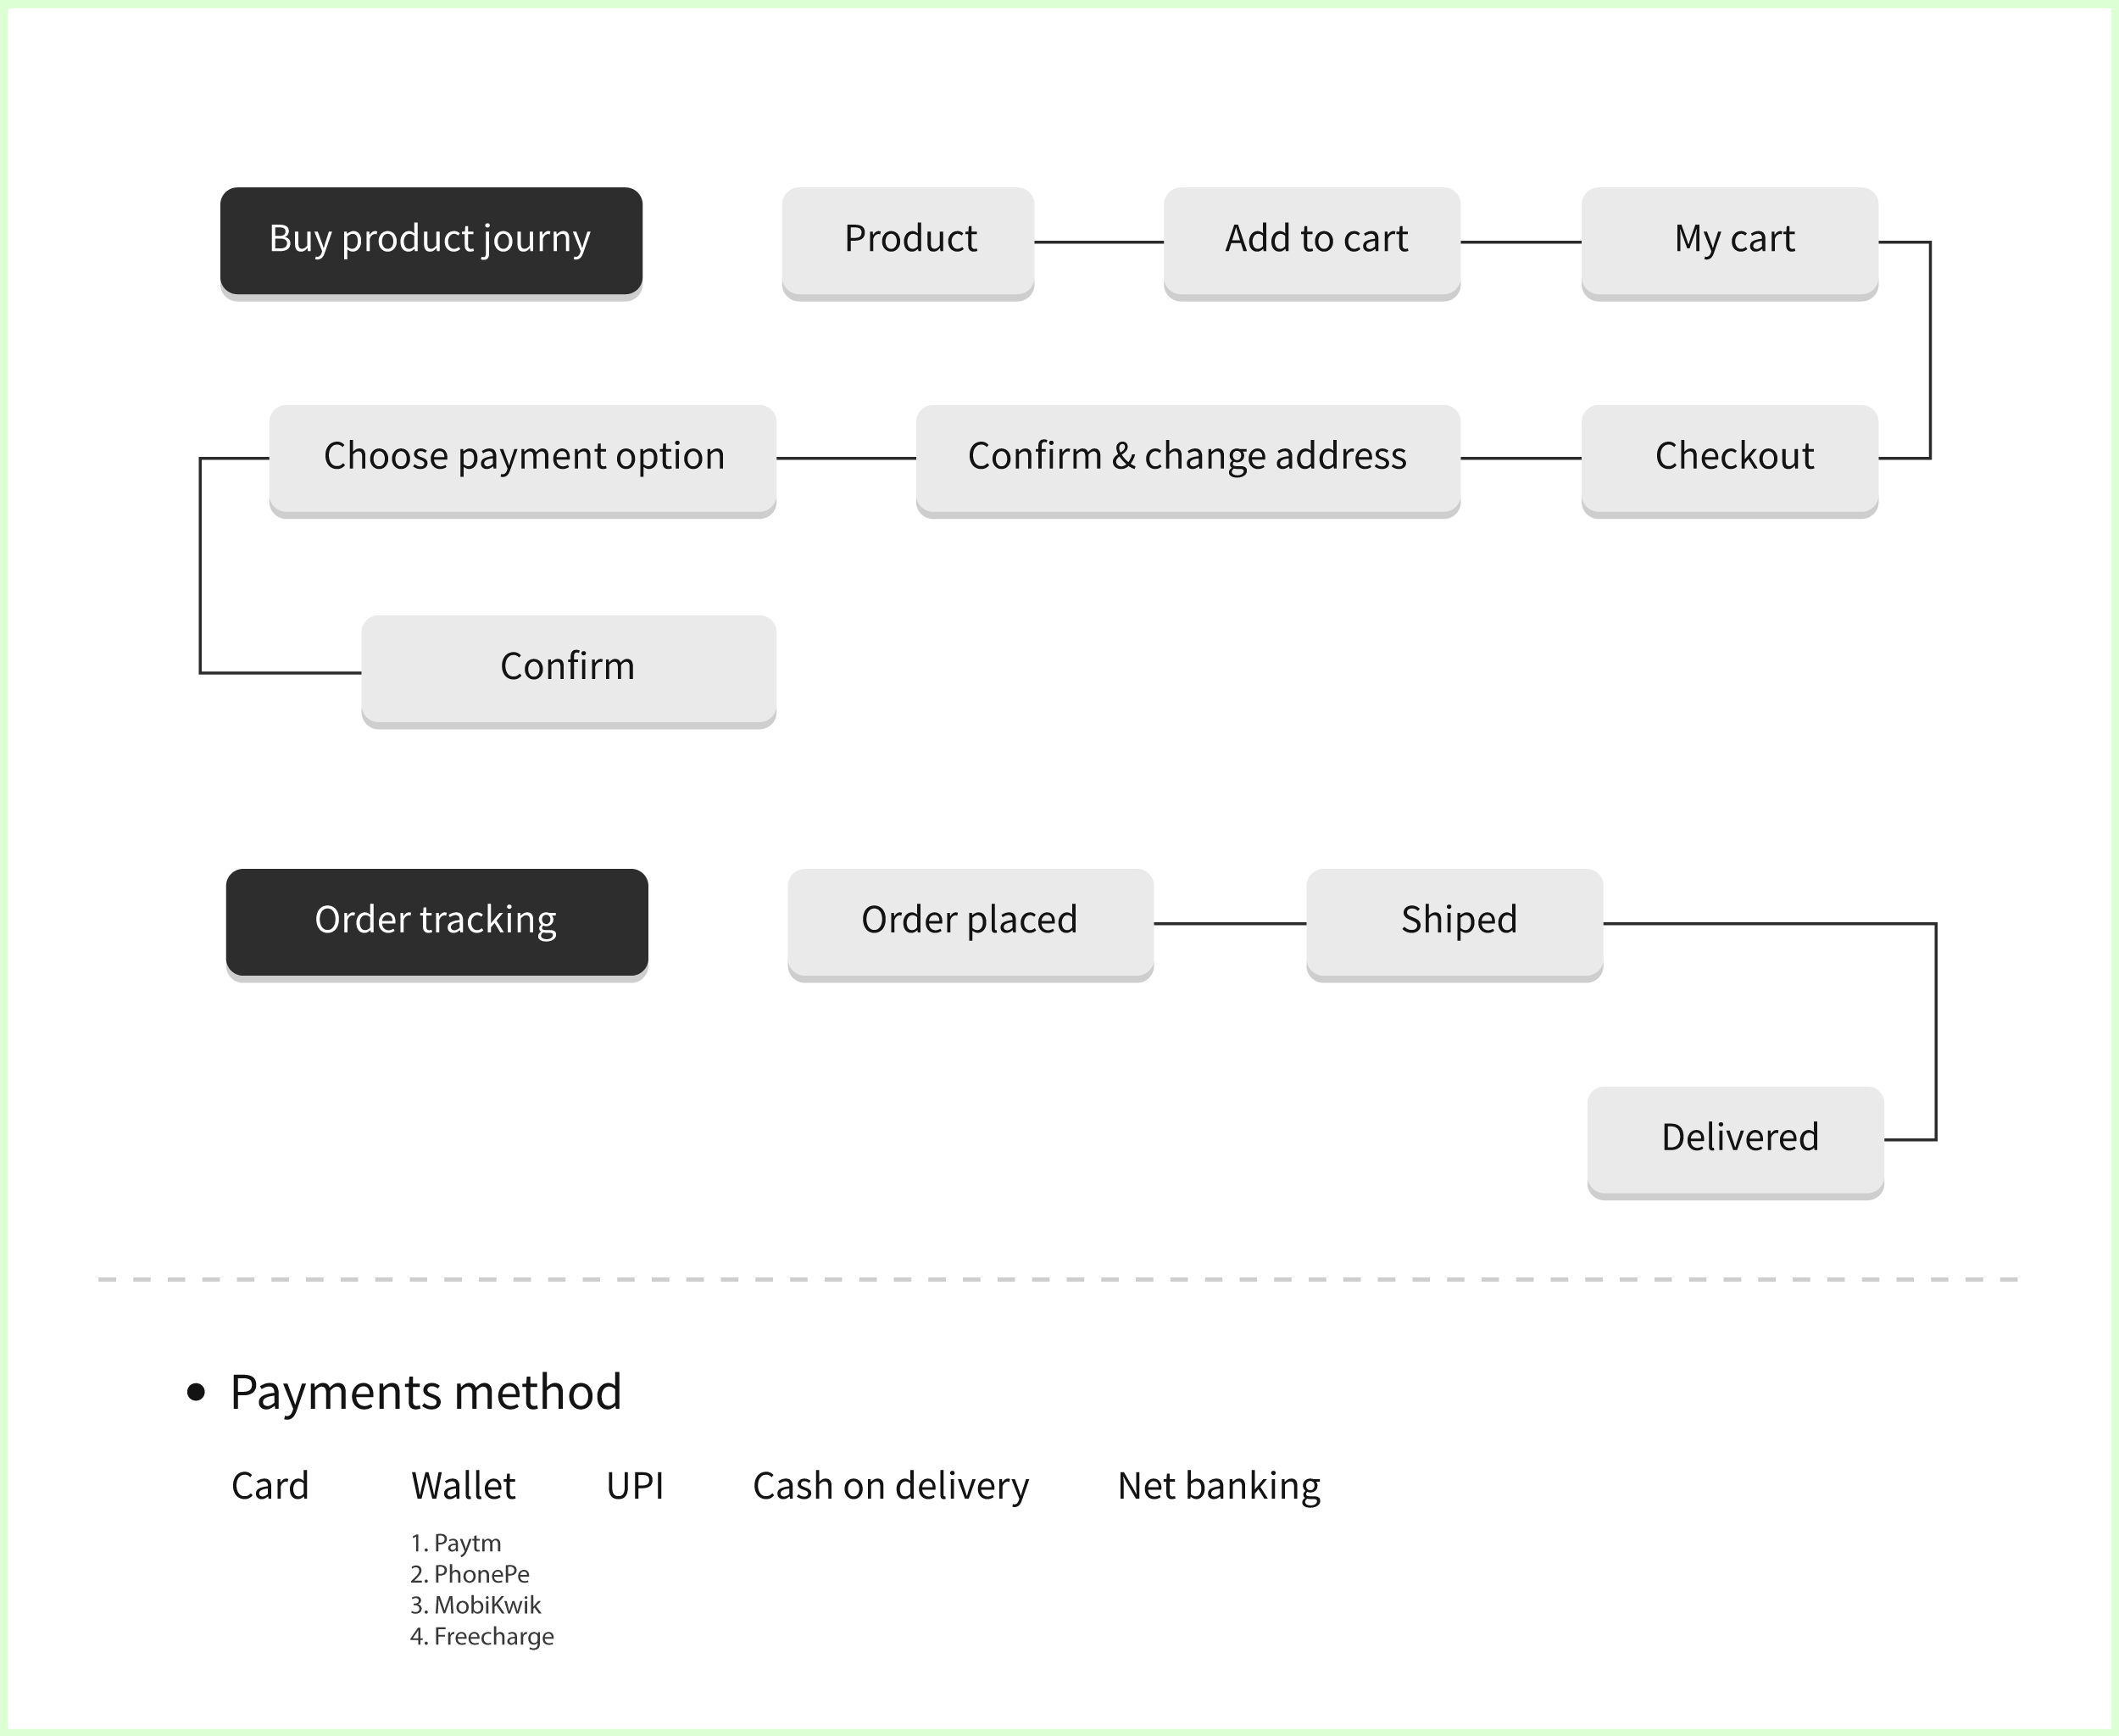 Buy product journy
Product
Add to cart
My cart
Choose payment option
Confirm & change address
Checkout
Confirm
Order tracking
Order placed
Shiped
Delivered
• Payments method
Card
Wallet
UPI
Cash on delivery
Net banking
1. Paytm
2. PhonePe
3. MobiKwik
4. Freecharge